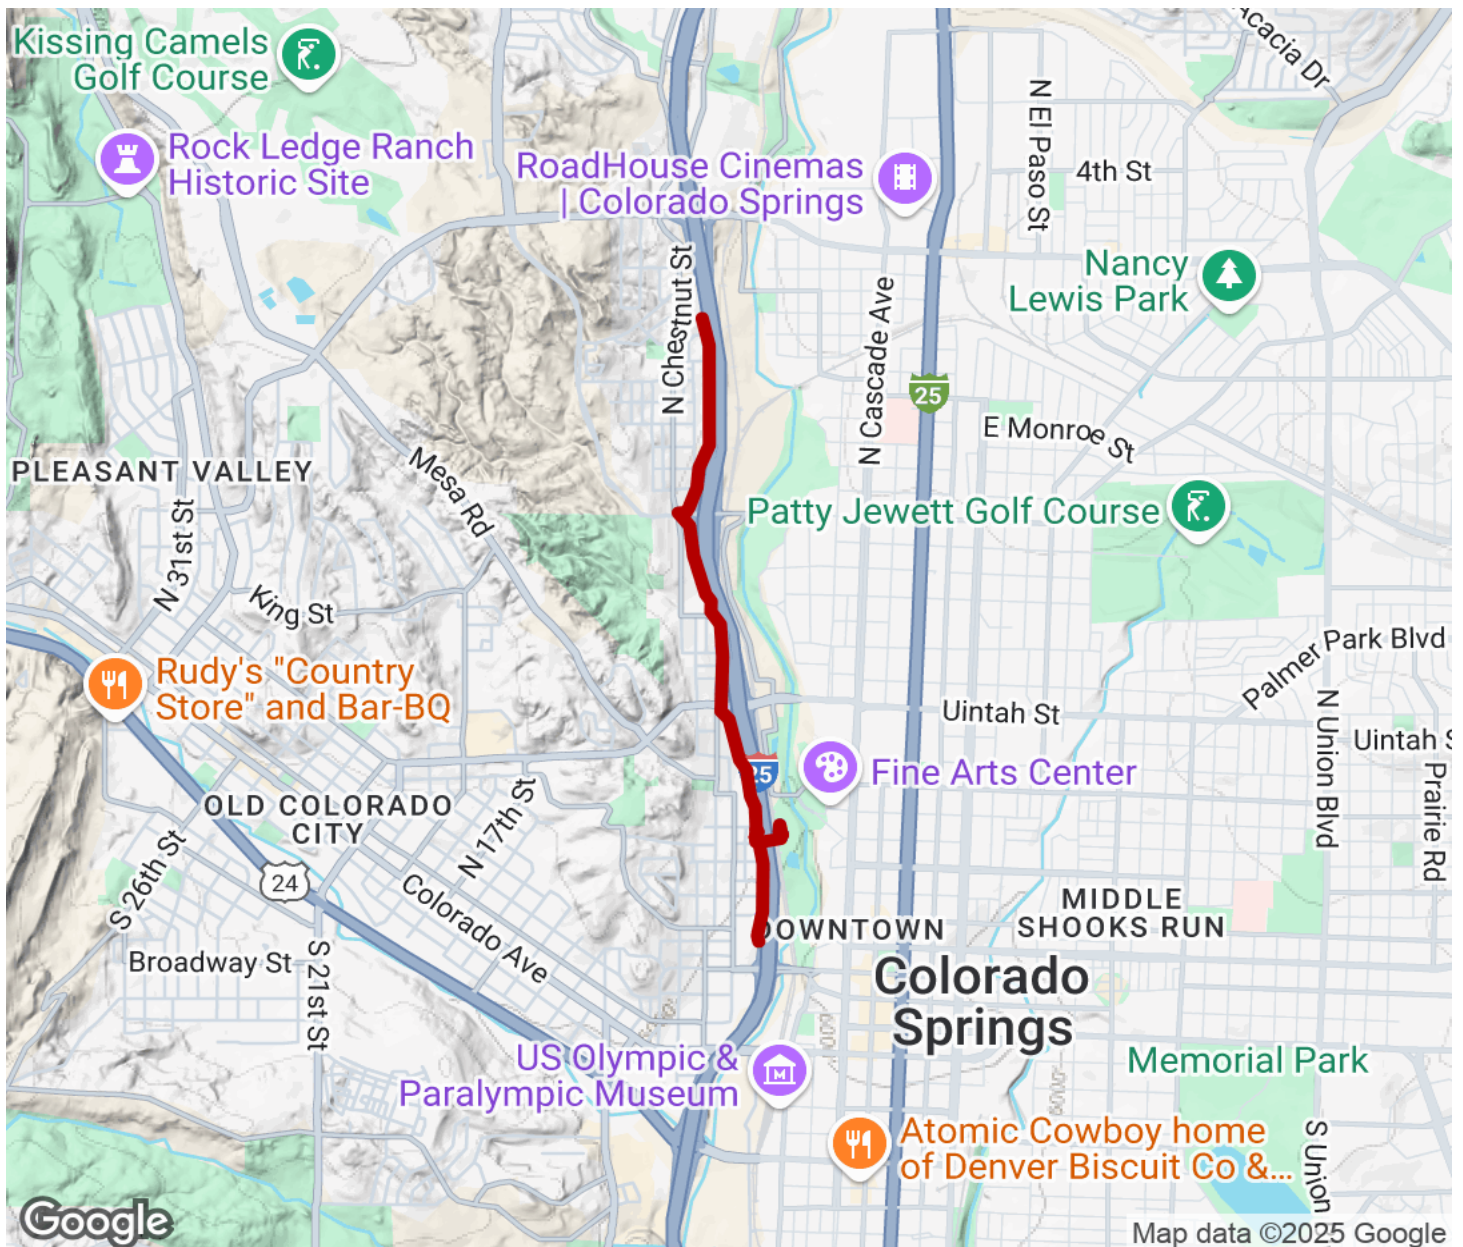 Kissing Camels
Golf Course
Acacia Dr
N El Paso St
Rock Ledge Ranch
Historic Site
RoadHouse Cinemas
| Colorado Springs
4th St
N Chestnut St
Nancy
Lewis Park
N Cascade Ave
25
E Monroe St
PLEASANT VALLEY
Mesa Rd
N 31st St
Patty Jewett Golf Course
King St
Rudy's "Country
Store" and Bar-BQ
Palmer Park Blvd
Uintah St
N Union Blvd
Uintah S
Prairie Rd
25
Fine Arts Center
OLD COLORADO
CITY
N 17th St
S 26th St
24
Colorado Ave
MIDDLE
SHOOKS RUN
DOWNTOWN
Broadway St
S 21st St
Colorado
Springs
US Olympic &
Paralympic Museum
Memorial Park
Atomic Cowboy home
of Denver Biscuit Co &...
S Union
Google
Map data ©2025 Google